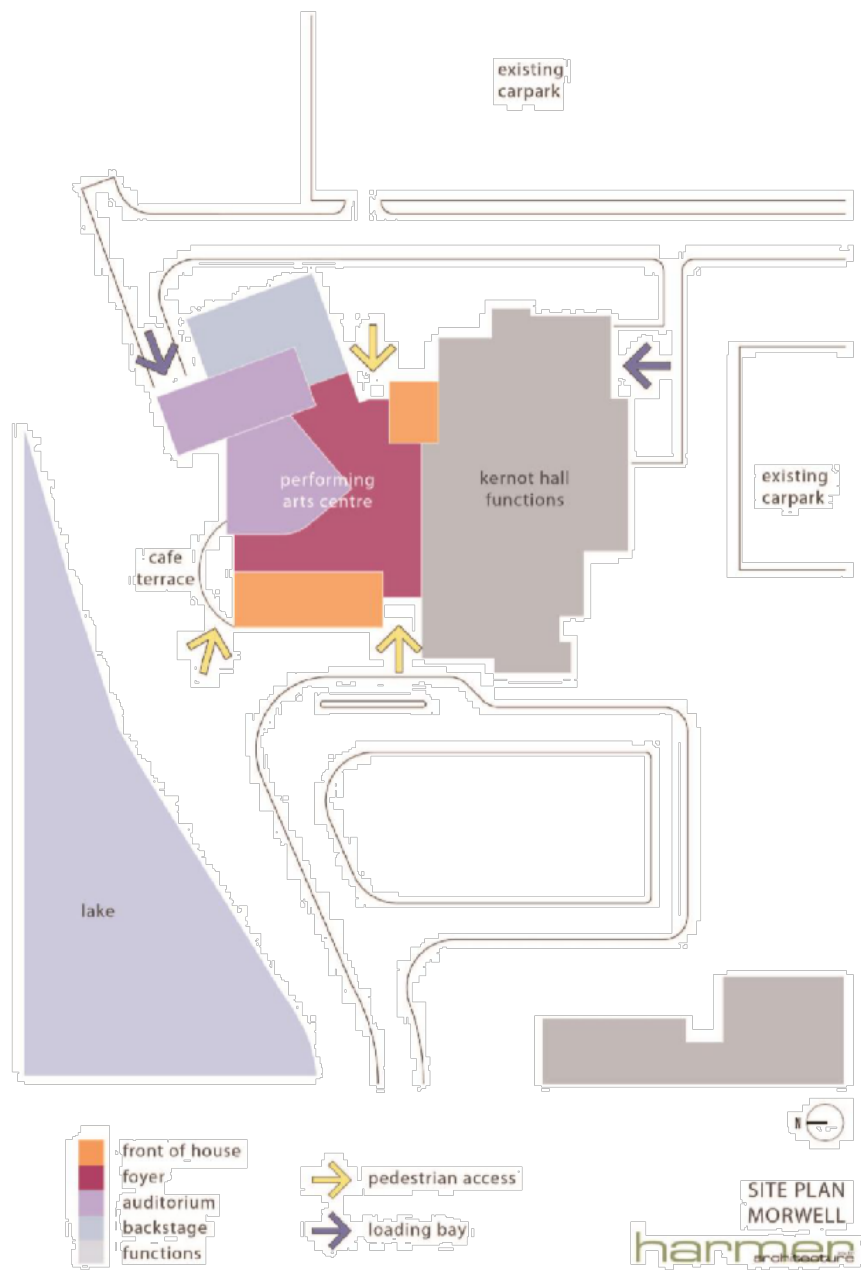 existing
carpark
performing
arts centre
kernot hall
functions
existing
carpark
cafe
terrace
lake
N
front of house
foyer
auditorium
backstage
functions
pedestrian access
loading bay
SITE PLAN
MORWELL
harmer
architecture